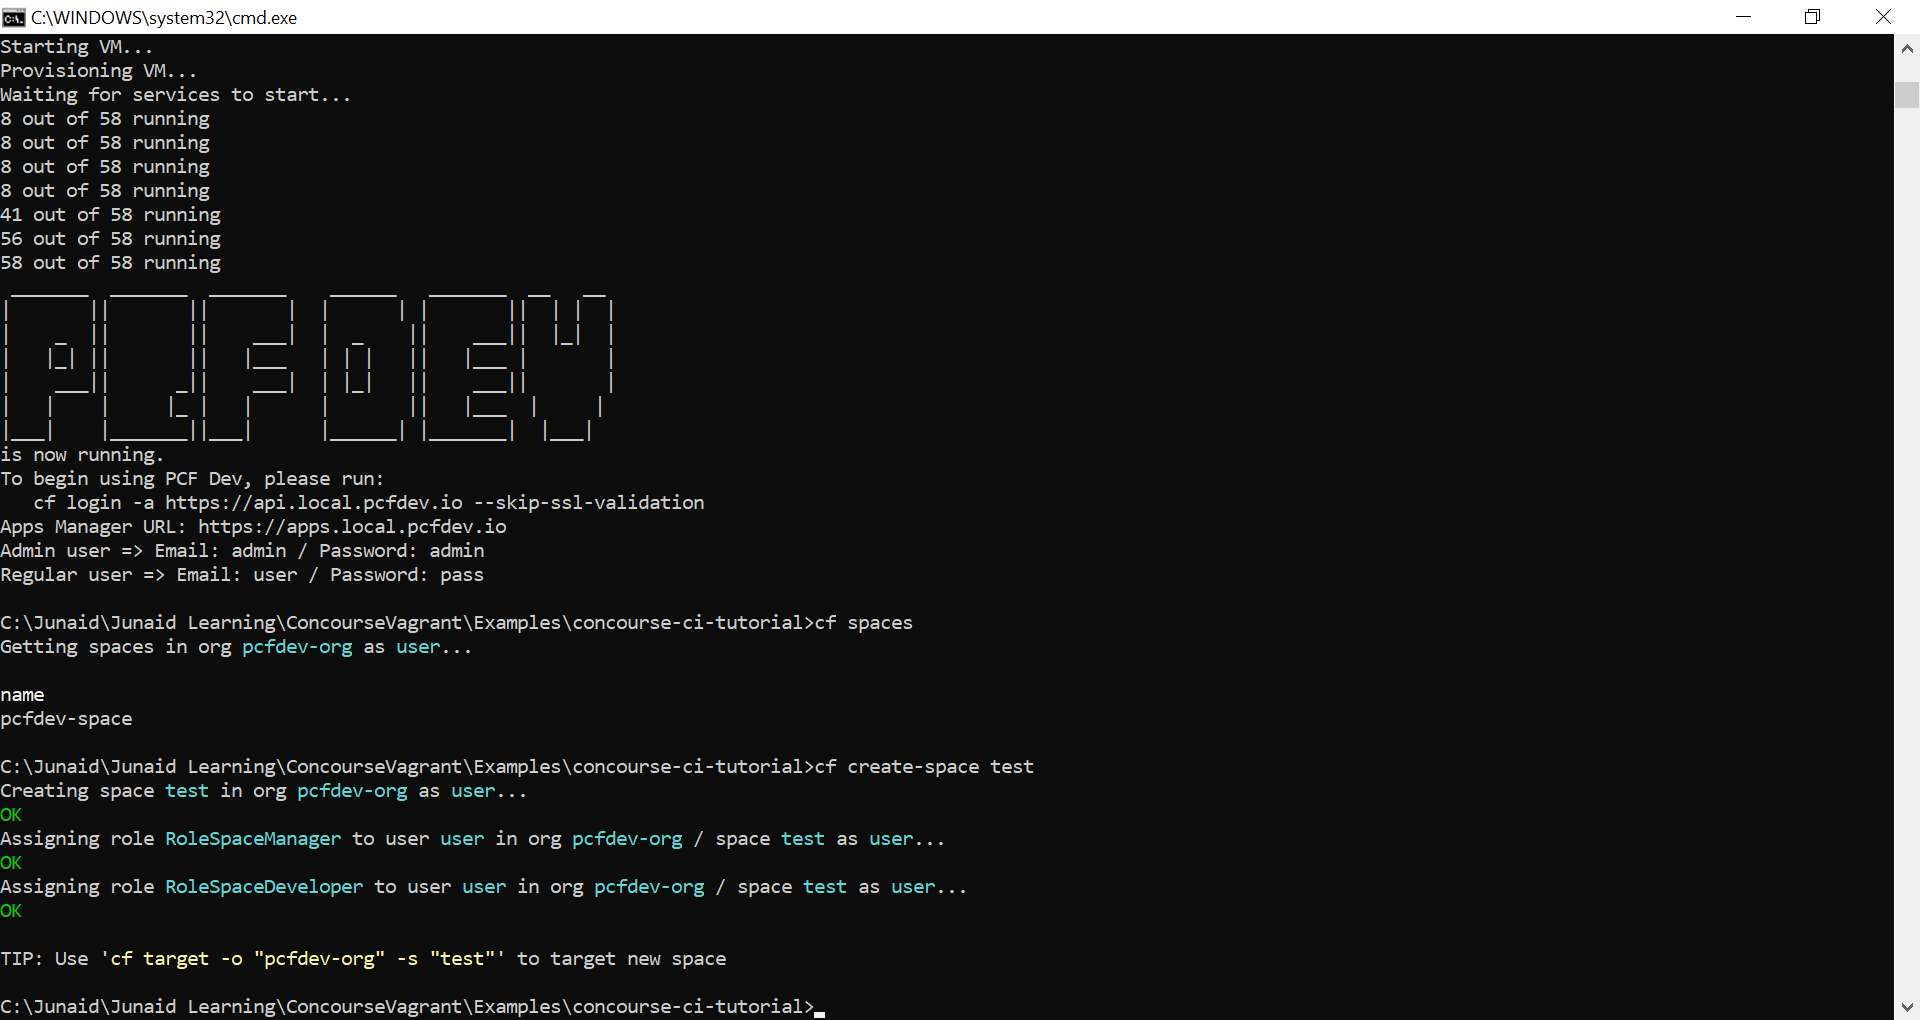 C:\WINDOWS\system32\cmd.exe
Starting VM...
Provisioning VM...
Waiting for services to start...
8 out of 58 running
8 out of 58 running
8 out of 58 running
8 out of 58 running
41 out of 58 running
56 out of 58 running
58 out of 58 running
PCF DEV
is now running.
To begin using PCF Dev, please run:
   cf login -a https://api.local.pcfdev.io --skip-ssl-validation
Apps Manager URL: https://apps.local.pcfdev.io
Admin user => Email: admin / Password: admin
Regular user => Email: user / Password: pass
C:\Junaid\Junaid Learning\ConcourseVagrant\Examples\concourse-ci-tutorial>cf spaces
Getting spaces in org pcfdev-org as user...
name
pcfdev-space
C:\Junaid\Junaid Learning\ConcourseVagrant\Examples\concourse-ci-tutorial>cf create-space test
Creating space test in org pcfdev-org as user...
OK
Assigning role RoleSpaceManager to user user in org pcfdev-org / space test as user...
OK
Assigning role RoleSpaceDeveloper to user user in org pcfdev-org / space test as user...
OK
TIP: Use 'cf target -o "pcfdev-org" -s "test"' to target new space
C:\Junaid\Junaid Learning\ConcourseVagrant\Examples\concourse-ci-tutorial>